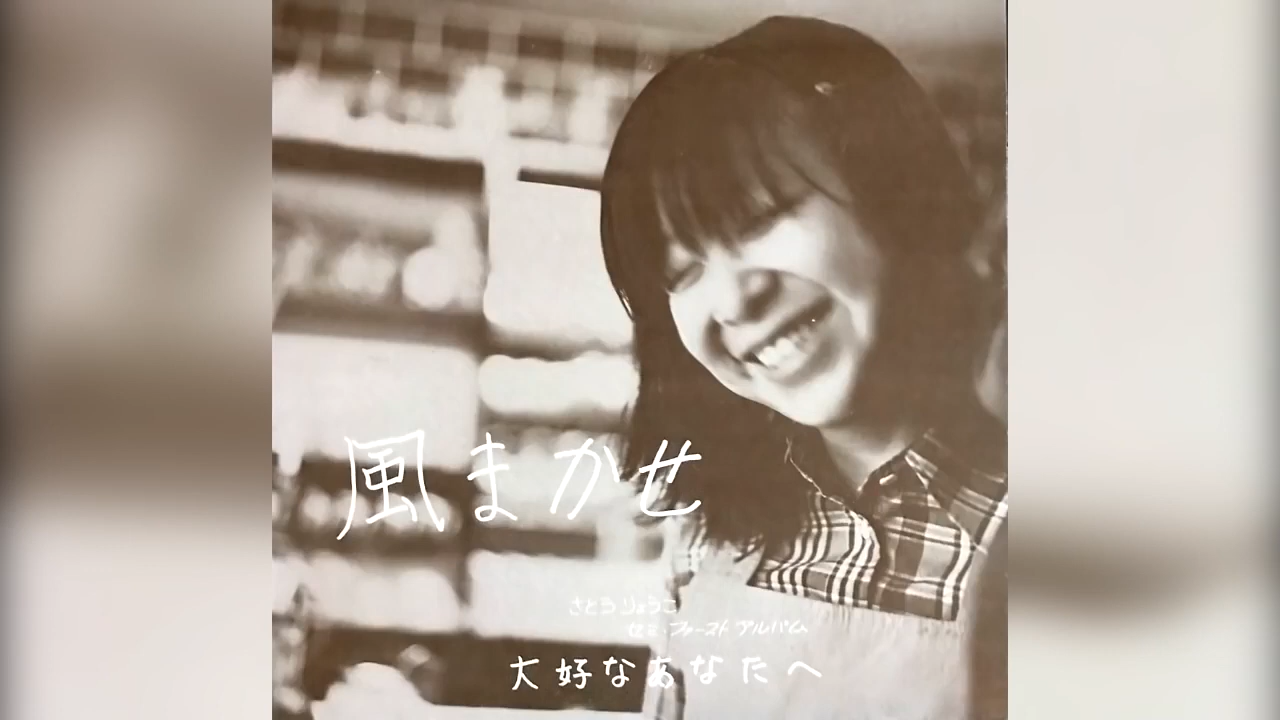 風まかせ
さとうりょうこ
セミ・ファースト アルバム
大好なあなたへ